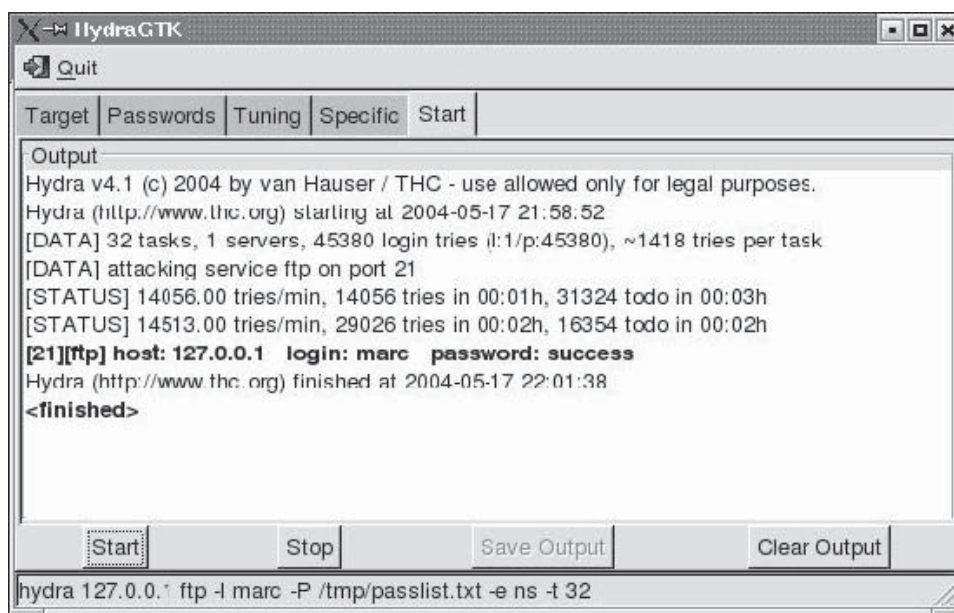 HydraGTK
Quit
Target Passwords Tuning Specific Start
Output
Hydra v4.1 (c) 2004 by van Hauser / THC - use allowed only for legal purposes.
Hydra (http://www.thc.org) starting at 2004-05-17 21:58:52
[DATA] 32 tasks, 1 servers, 45380 login tries (l:1/p:45380), ~1418 tries per task
[DATA] attacking service ftp on port 21
[STATUS] 14056.00 tries/min, 14056 tries in 00:01h, 31324 todo in 00:03h
[STATUS] 14513.00 tries/min, 29026 tries in 00:02h, 16354 todo in 00:02h
[21][ftp] host: 127.0.0.1 login: marc password: success
Hydra (http://www.thc.org) finished at 2004-05-17 22:01:38
<finished>
Start Stop Save Output Clear Output
hydra 127.0.0.1 ftp -l marc -P /tmp/passlist.txt -e ns -t 32